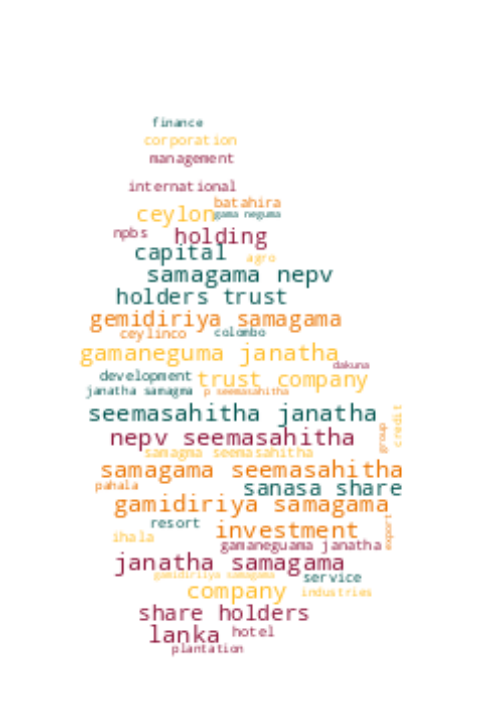 finance
corporation
management
international
batahira
ceylon gama neguma
npbs holding
capital agro
samagama nepv
holders trust
gemidiriya samagama
ceylinco colombo
gamaneguma janatha
dakuna
development trust company
janatha samagma p seemasahitha
seemasahitha janatha
credit
nepv seemasahitha group
samagma seemasahitha
samagama seemasahitha
pahala sanasa share
gamidiriya samagama
resort investment export
ihala gamaneguama janatha
janatha samagama
gamidiriiya samagama service
company industries
share holders
lanka hotel
plantation